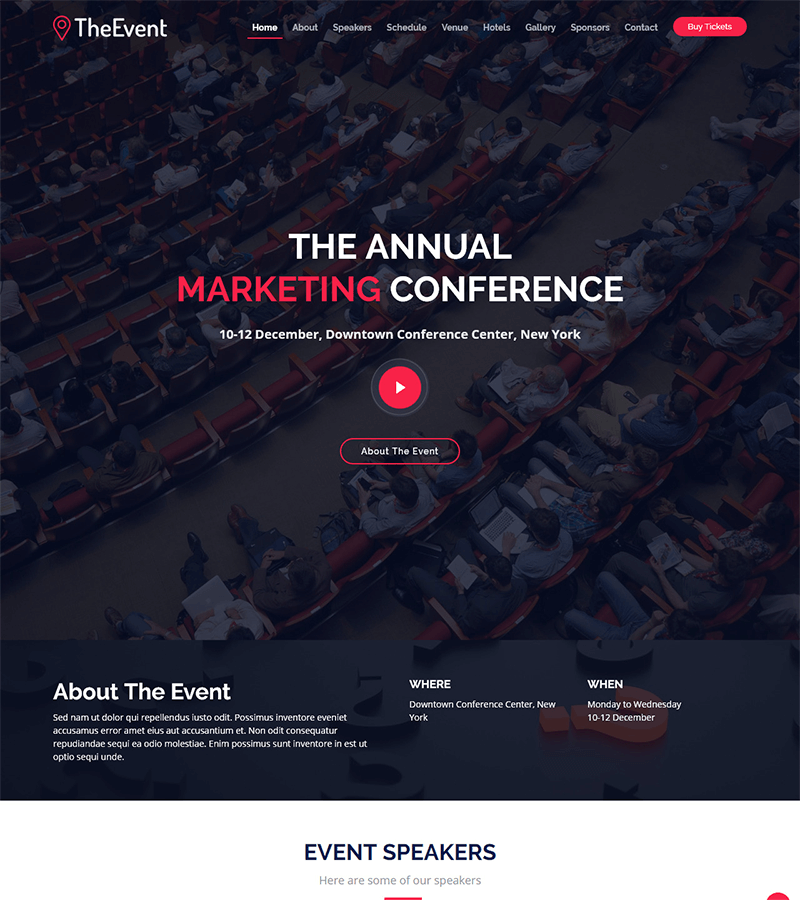 TheEvent
Home About Speakers Schedule Venue Hotels Gallery Sponsors Contact Buy Tickets
THE ANNUAL
MARKETING CONFERENCE
10-12 December, Downtown Conference Center, New York
About The Event
About The Event
Sed nam ut dolor qui repellendus iusto odit. Possimus inventore eveniet
accusamus error amet eius aut accusantium et. Non odit consequatur
repudiandae sequi ea odio molestiae. Enim possimus sunt inventore in est ut
optio sequi unde.
WHERE
Downtown Conference Center, New
York
WHEN
Monday to Wednesday
10-12 December
EVENT SPEAKERS
Here are some of our speakers